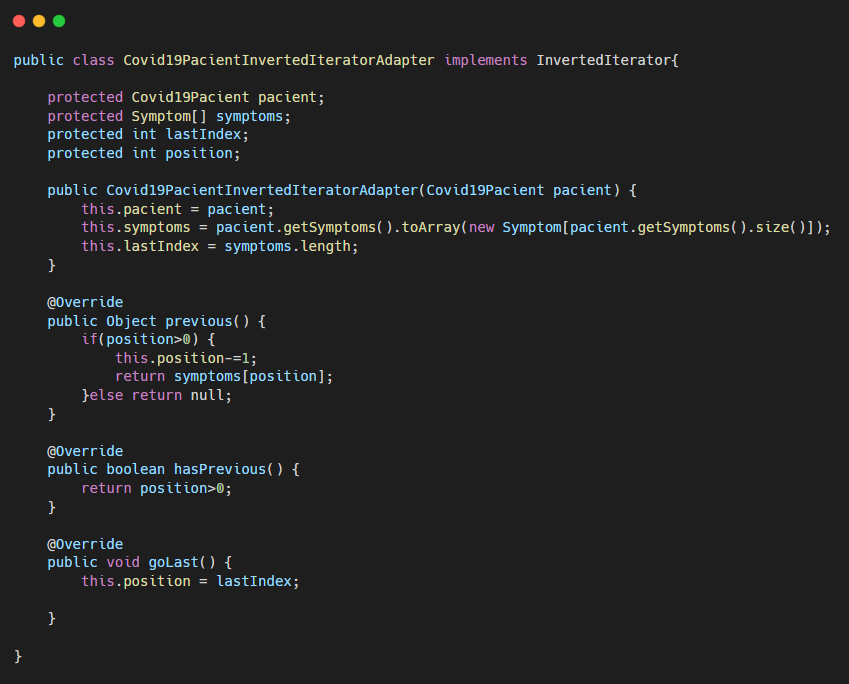 public class Covid19PacientInvertedIteratorAdapter implements InvertedIterator{
protected Covid19Pacient pacient;
protected Symptom[] symptoms;
protected int lastIndex;
protected int position;
public Covid19PacientInvertedIteratorAdapter(Covid19Pacient pacient) {
this.pacient = pacient;
this.symptoms = pacient.getSymptoms().toArray(new Symptom[pacient.getSymptoms().size()]);
this.lastIndex = symptoms.length;
}
@Override
public Object previous() {
if(position>0) {
this.position-=1;
return symptoms[position];
}else return null;
}
@Override
public boolean hasPrevious() {
return position>0;
}
@Override
public void goLast() {
this.position = lastIndex;
}
}